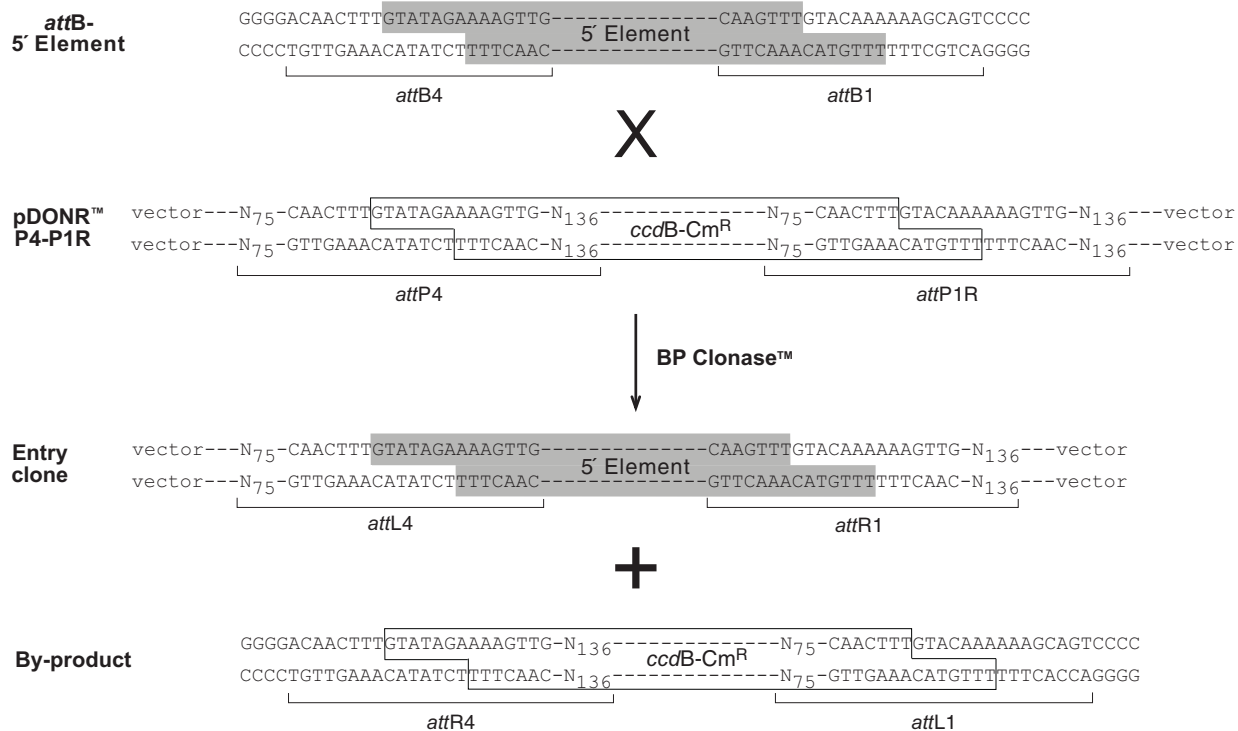 attB
5´ Element
GGGGACAACTTTGTATAGAAAAGTTG--------------CAAGTTTGTACAAAAAAGCAGTCCCC
5´ Element
CCCCTGTTGAAACATATCTTTTCAAC--------------GTTCAAACATGTTTTTTCGTCAGGGG
attB4 attB1
X
pDONR™
P4-P1R
vector---N75-CAACTTTGTATAGAAAAGTTG-N136--------------N75-CAACTTTGTACAAAAAAGTTG-N136---vector
ccdB-CmR
vector---N75-GTTGAAACATATCTTTTCAAC-N136--------------N75-GTTGAAACATGTTTTTTCAAC-N136---vector
attP4 attP1R
BP Clonase™
Entry
clone
vector---N75-CAACTTTGTATAGAAAAGTTG--------------CAAGTTTGTACAAAAAAGTTG-N136---vector
5´ Element
vector---N75-GTTGAAACATATCTTTTCAAC--------------GTTCAAACATGTTTTTTCAAC-N136---vector
attL4 attR1
+
By-product
GGGGACAACTTTGTATAGAAAAGTTG-N136--------------N75-CAACTTTGTACAAAAAAGCAGTCCCC
ccdB-CmR
CCCCTGTTGAAACATATCTTTTCAAC-N136--------------N75-GTTGAAACATGTTTTTTCACCAGGGG
attR4 attL1